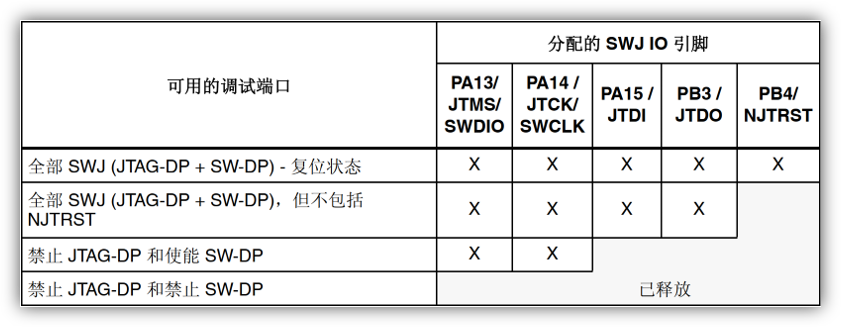 可用的调试端口
分配的 SWJ IO 引脚
PA13/
JTMS/
SWDIO
PA14 /
JTCK/
SWCLK
PA15 /
JTDI
PB3 /
JTDO
PB4/
NJTRST
全部 SWJ (JTAG-DP + SW-DP) - 复位状态
X X X X X
全部 SWJ (JTAG-DP + SW-DP)，但不包括
NJTRST
X X X X
禁止 JTAG-DP 和使能 SW-DP
X X
禁止 JTAG-DP 和禁止 SW-DP
已释放